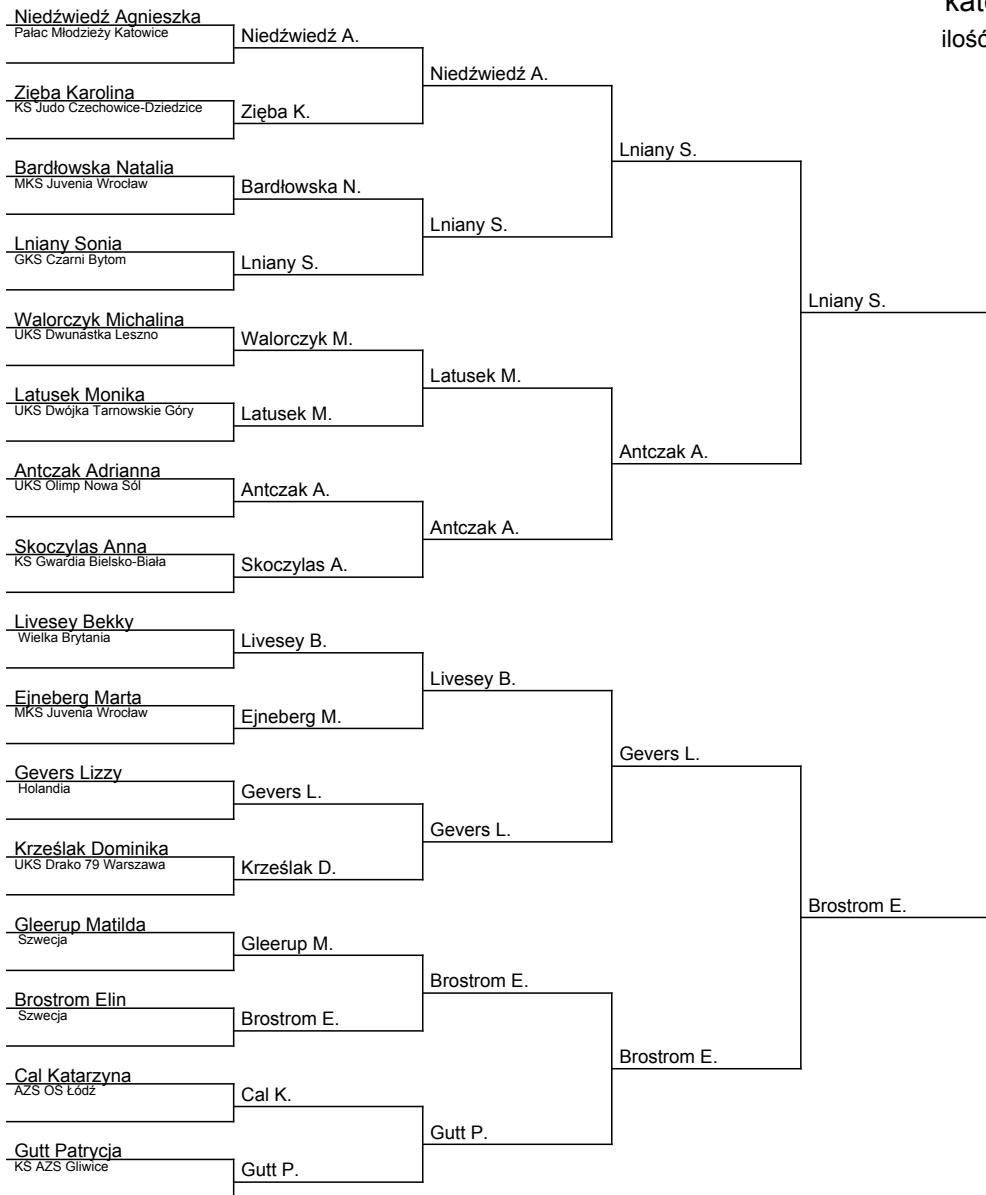 Niedźwiedź Agnieszka
Pałac Młodzieży Katowice
Zięba Karolina
KS Judo Czechowice-Dziedzice
Bardłowska Natalia
MKS Juvenia Wrocław
Lniany Sonia
GKS Czarni Bytom
Walorczyk Michalina
UKS Dwunastka Leszno
Latusek Monika
UKS Dwójka Tarnowskie Góry
Antczak Adrianna
UKS Olimp Nowa Sól
Skoczylas Anna
KS Gwardia Bielsko-Biała
Livesey Bekky
Wielka Brytania
Ejneberg Marta
MKS Juvenia Wrocław
Gevers Lizzy
Holandia
Krześlak Dominika
UKS Drako 79 Warszawa
Gleerup Matilda
Szwecja
Brostrom Elin
Szwecja
Cal Katarzyna
AZS OŚ Łódź
Gutt Patrycja
KŚ AZS Gliwice
Niedźwiedź A.
Zięba K.
Bardłowska N.
Lniany S.
Walorczyk M.
Latusek M.
Antczak A.
Skoczylas A.
Livesey B.
Ejneberg M.
Gevers L.
Krześlak D.
Gleerup M.
Brostrom E.
Cal K.
Gutt P.
Niedźwiedź A.
Lniany S.
Latusek M.
Antczak A.
Livesey B.
Gevers L.
Brostrom E.
Gutt P.
Lniany S.
Antczak A.
Gevers L.
Brostrom E.
Lniany S.
Brostrom E.
ilość